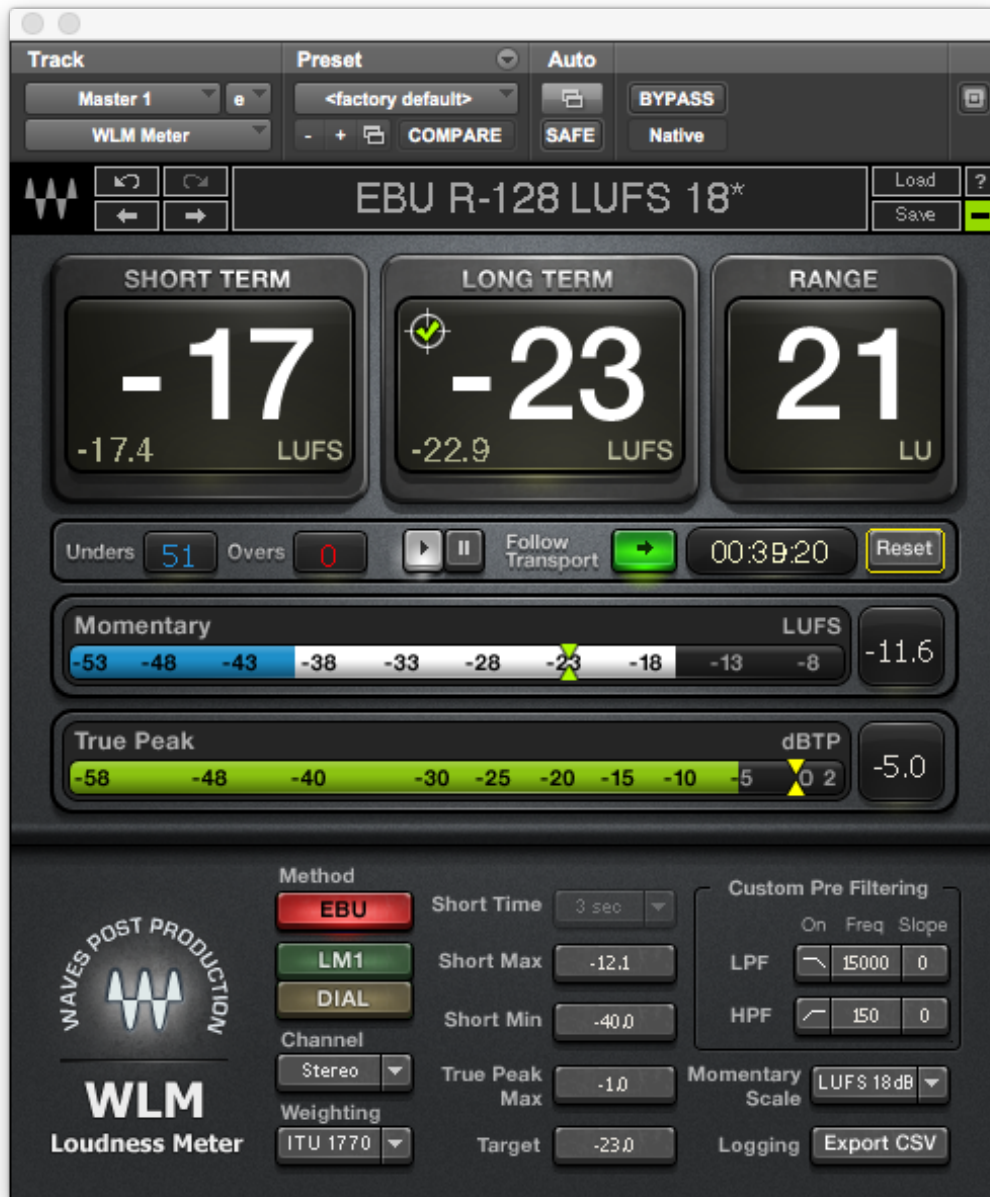 Track Preset Auto
Master 1 e <factory default> BYPASS
WLM Meter - + COMPARE SAFE Native
EBU R-128 LUFS 18* Load ?
Save
SHORT TERM LONG TERM RANGE
-17 -23 21
-17.4 LUFS -22.9 LUFS LU
Unders 51 Overs 0 Follow Transport 00:39:20 Reset
Momentary LUFS
-53 -48 -43 -38 -33 -28 -23 -18 -13 -8 -11.6
True Peak dBTP
-58 -48 -40 -30 -25 -20 -15 -10 -5 0 2 -5.0
WAVES POST PRODUCTION
WLM
Loudness Meter
Method
EBU
LM1
DIAL
Channel
Stereo
Weighting
ITU 1770
Short Time 3 sec
Short Max -12.1
Short Min -40.0
True Peak Max -1.0
Target -23.0
Custom Pre Filtering
On Freq Slope
LPF 15000 0
HPF 150 0
Momentary Scale LUFS 18dB
Logging Export CSV